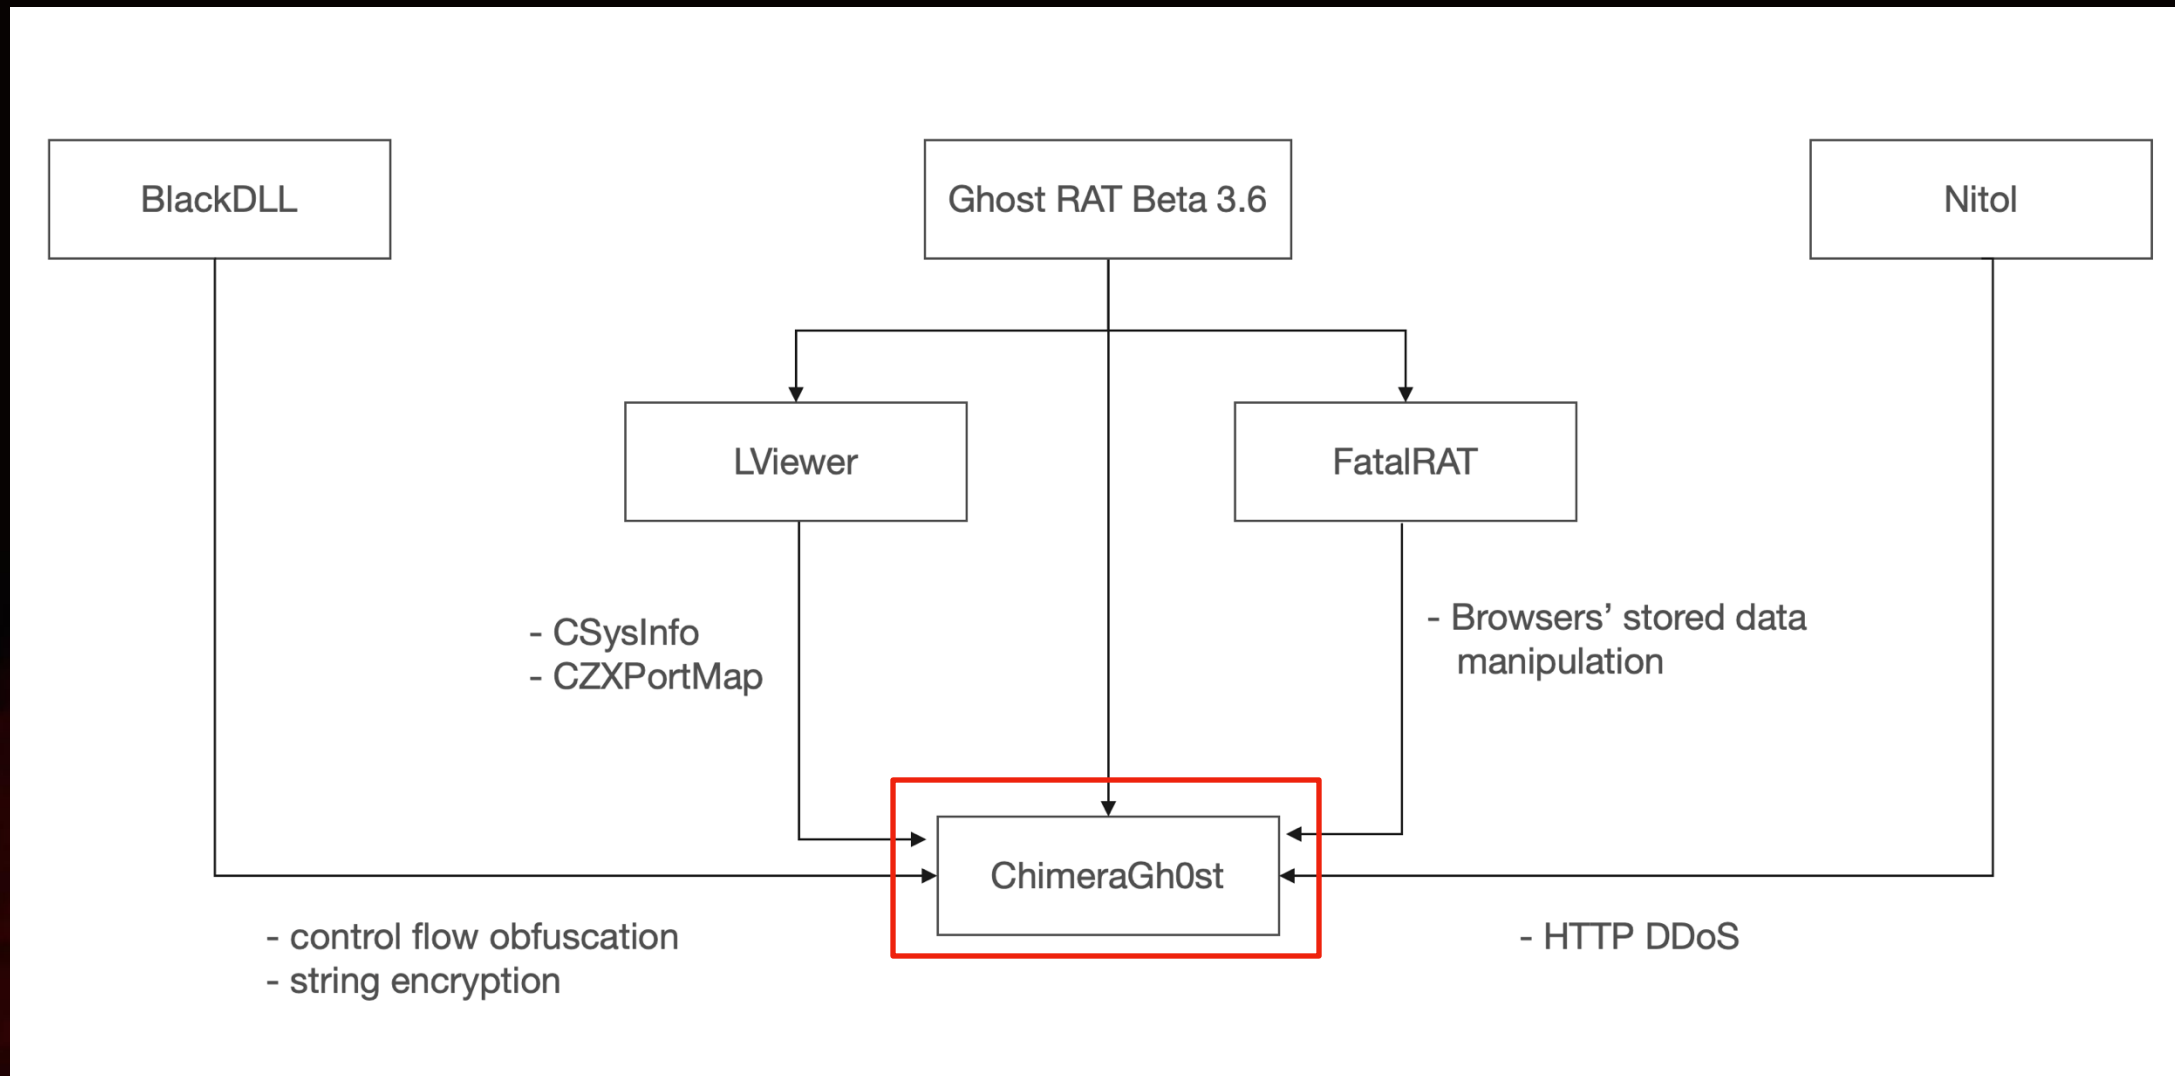 BlackDLL
Ghost RAT Beta 3.6
Nitol
LViewer
FatalRAT
- CSysInfo
- CZXPortMap
- Browsers’ stored data
manipulation
ChimeraGh0st
- control flow obfuscation
- string encryption
- HTTP DDoS